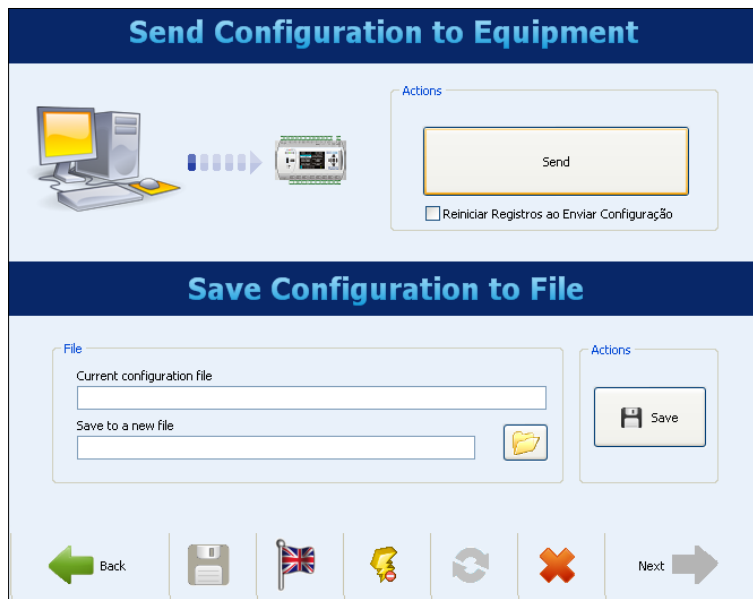 Send Configuration to Equipment
Actions
Send
Reiniciar Registros ao Enviar Configuração
Save Configuration to File
File
Current configuration file
Save to a new file
Actions
Save
Back
Next